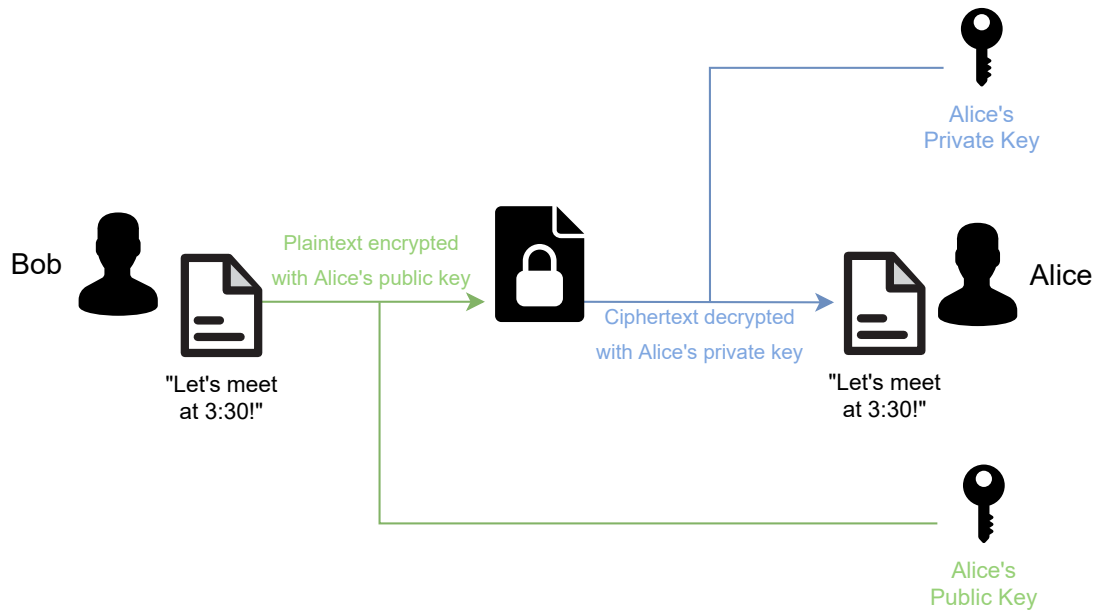 Alice's
Private Key
Bob
Plaintext encrypted
with Alice's public key
Alice
Ciphertext decrypted
with Alice's private key
"Let's meet
at 3:30!"
"Let's meet
at 3:30!"
Alice's
Public Key